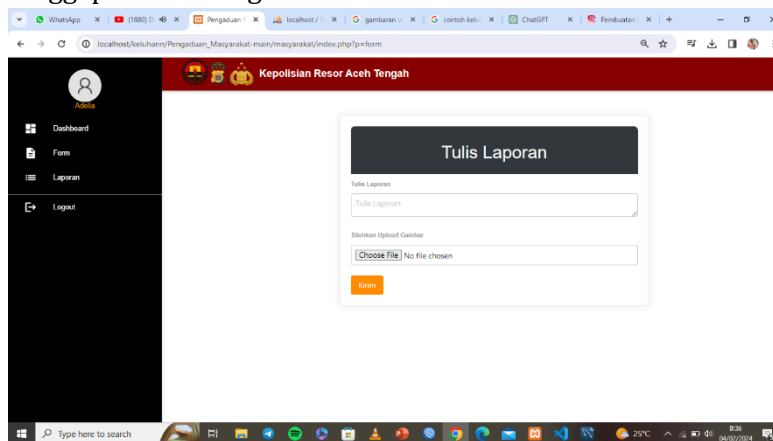 WhatsApp
(1880) D
Pengaduan
localhost /
gambaran u
contoh kelu
ChatGPT
Pembuatan
localhost/keluhann/Pengaduan_Masyarakat-main/masyarakat/index.php?p=form
Kepolisian Resor Aceh Tengah
Adelia
Dashboard
Form
Laporan
Logout
Tulis Laporan
Tulis Laporan
Tulis Laporan
Silehkan Upload Gambar
Choose File No file chosen
Kirim
Type here to search
25°C
8:36
04/07/2024